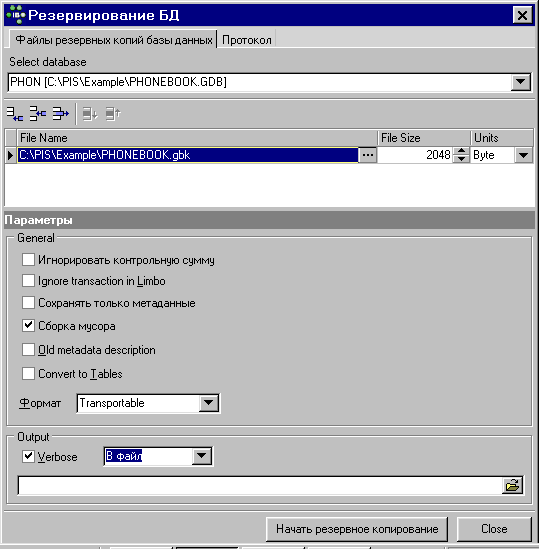 Резервирование БД
Файлы резервных копий базы данных Протокол
Select database
PHON [C:\PIS\Example\PHONEBOOK.GDB]
File Name File Size Units
C:\PIS\Example\PHONEBOOK.gbk ... 2048 Byte
Параметры
General
Игнорировать контрольную сумму
Ignore transaction in Limbo
Сохранять только метаданные
Сборка мусора
Old metadata description
Convert to Tables
Формат Transportable
Output
Verbose В файл
Начать резервное копирование Close